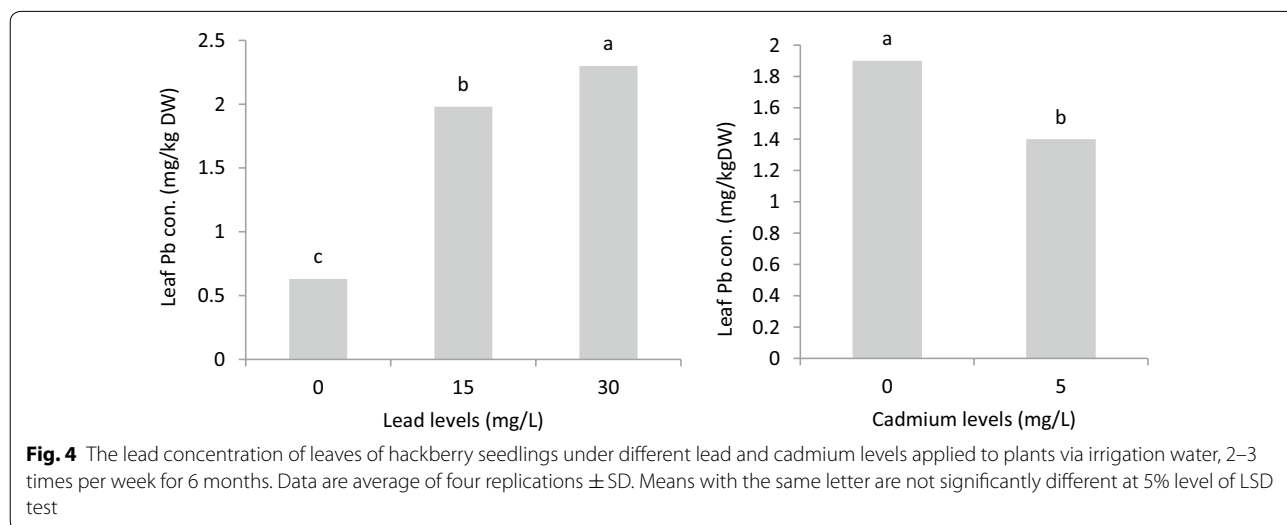 2.5
2
1.5
1
0.5
0
Leaf Pb con. (mg/kg DW)
c
b
a
0 15 30
Lead levels (mg/L)
2
1.8
1.6
1.4
1.2
1
0.8
0.6
0.4
0.2
0
Leaf Pb con. (mg/kgDW)
a
b
0 5
Cadmium levels (mg/L)
Fig. 4 The lead concentration of leaves of hackberry seedlings under different lead and cadmium levels applied to plants via irrigation water, 2–3
times per week for 6 months. Data are average of four replications ± SD. Means with the same letter are not significantly different at 5% level of LSD
test